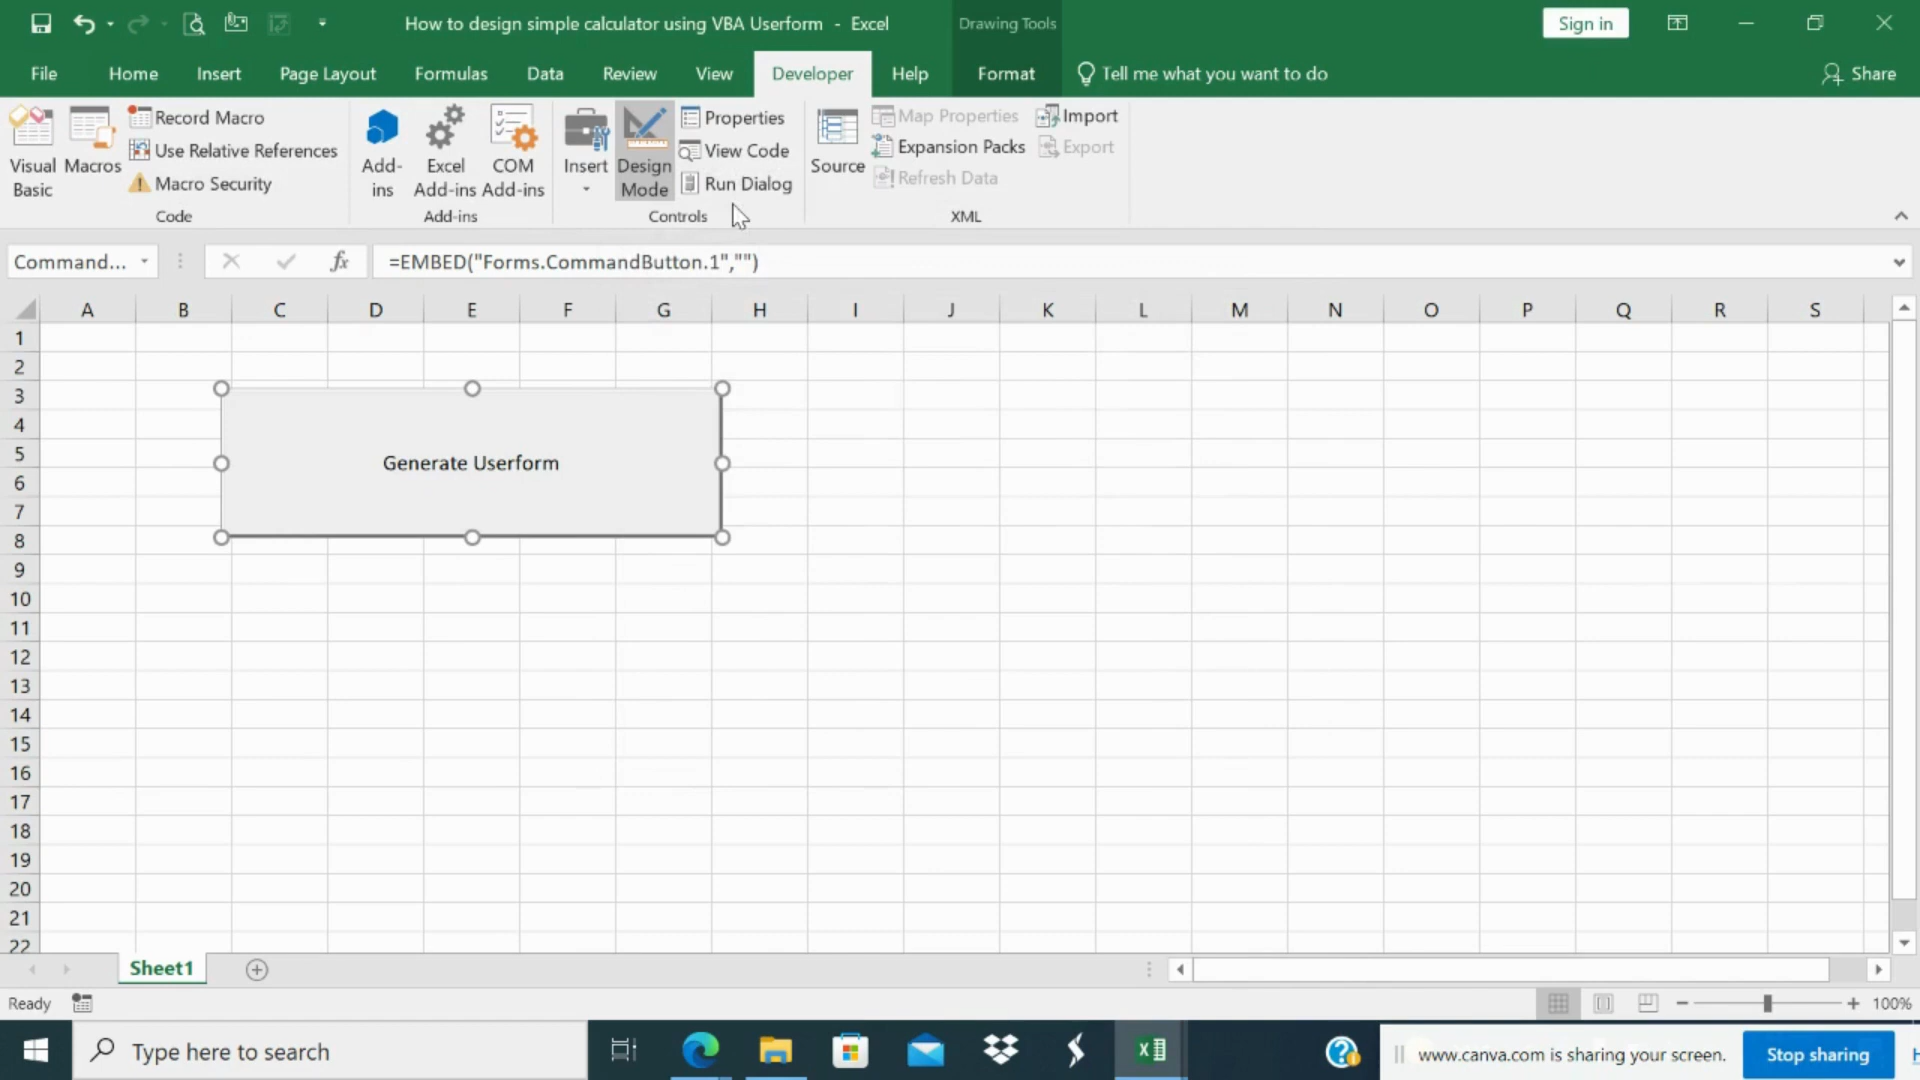 How to design simple calculator using VBA Userform - Excel
Drawing Tools
Sign in
File Home Insert Page Layout Formulas Data Review View Developer Help Format Tell me what you want to do Share
Visual Basic
Macros
Record Macro
Use Relative References
Macro Security
Code
Add-ins
Excel Add-ins
COM Add-ins
Add-ins
Insert
Design Mode
Properties
View Code
Run Dialog
Controls
Source
Map Properties
Expansion Packs
Refresh Data
Import
Export
XML
Command... fx =EMBED("Forms.CommandButton.1","")
A B C D E F G H I J K L M N O P Q R S
1
2
3
4
5
6
7
8
9
10
11
12
13
14
15
16
17
18
19
20
21
22
Generate Userform
Sheet1
Ready 100%
Type here to search
www.canva.com is sharing your screen. Stop sharing